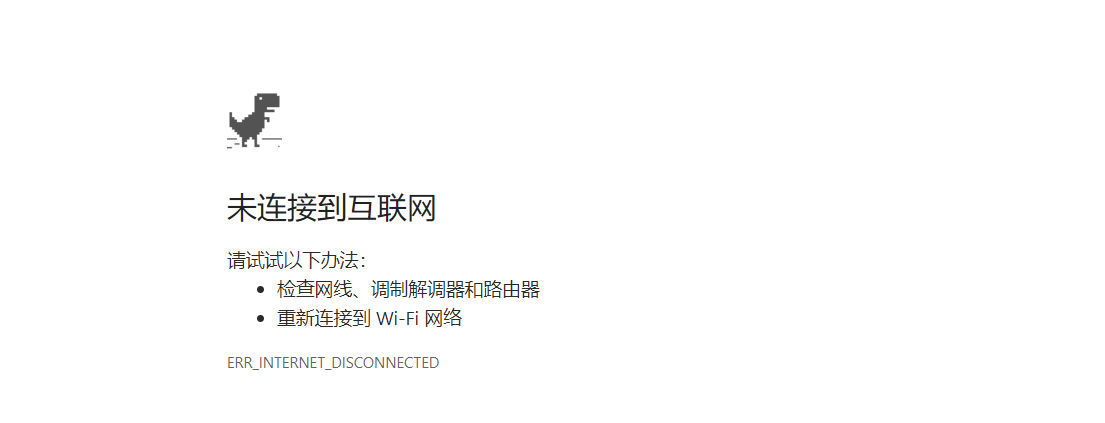 未连接到互联网
请试试以下办法：
• 检查网线、调制解调器和路由器
• 重新连接到 Wi-Fi 网络
ERR_INTERNET_DISCONNECTED